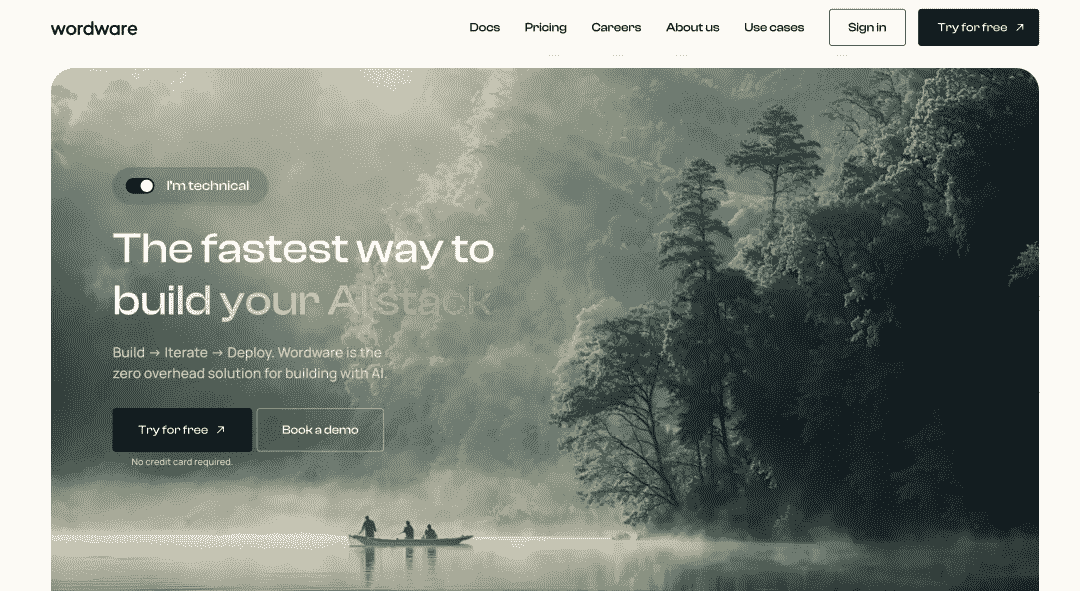 wordware
Docs
Pricing
Careers
About us
Use cases
Sign in
Try for free ↗
I'm technical
The fastest way to
build your AI stack
Build → Iterate → Deploy. Wordware is the
zero overhead solution for building with AI.
Try for free ↗
Book a demo
No credit card required.